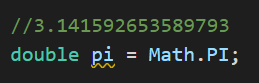 //3.141592653589793
double pi = Math.PI;